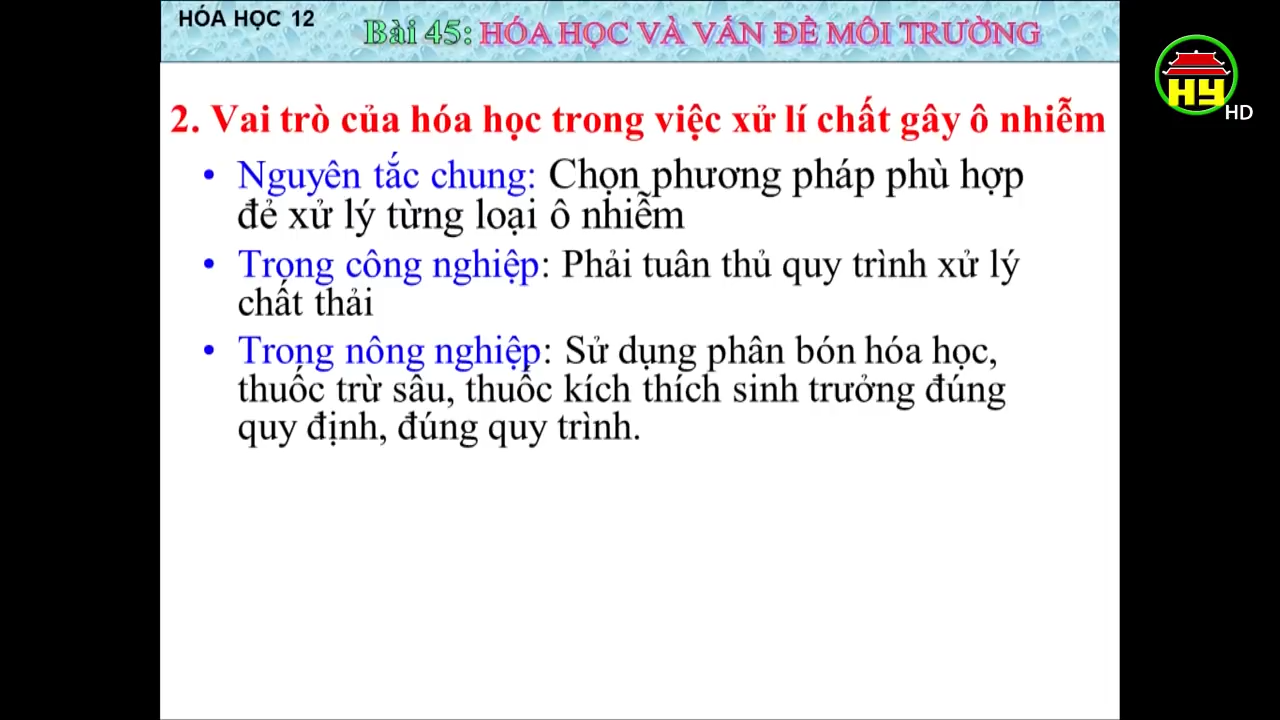 HÓA HỌC 12
Bài 45: HÓA HỌC VÀ VẤN ĐỀ MÔI TRƯỜNG
HY
HD
2. Vai trò của hóa học trong việc xử lí chất gây ô nhiễm
• Nguyên tắc chung: Chọn phương pháp phù hợp
đẻ xử lý từng loại ô nhiễm
• Trong công nghiệp: Phải tuân thủ quy trình xử lý
chất thải
• Trong nông nghiệp: Sử dụng phân bón hóa học,
thuốc trừ sâu, thuốc kích thích sinh trưởng đúng
quy định, đúng quy trình.